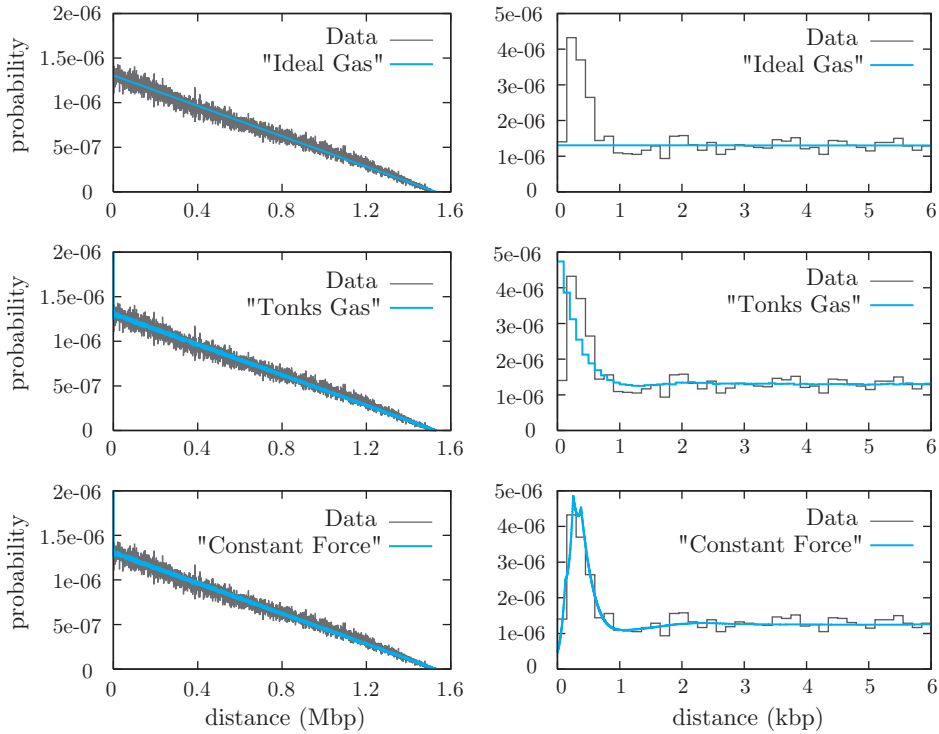 probability
2e-06
1.5e-06
1e-06
5e-07
0
0
0.4
0.8
1.2
1.6
Data
"Ideal Gas"
5e-06
4e-06
3e-06
2e-06
1e-06
0
0
1
2
3
4
5
6
Data
"Ideal Gas"
probability
2e-06
1.5e-06
1e-06
5e-07
0
0
0.4
0.8
1.2
1.6
Data
"Tonks Gas"
5e-06
4e-06
3e-06
2e-06
1e-06
0
1
2
3
4
5
6
Data
"Tonks Gas"
probability
2e-06
1.5e-06
1e-06
5e-07
0
0
0.4
0.8
1.2
1.6
Data
"Constant Force"
distance (Mbp)
5e-06
4e-06
3e-06
2e-06
1e-06
0
0
1
2
3
4
5
6
Data
"Constant Force"
distance (kbp)